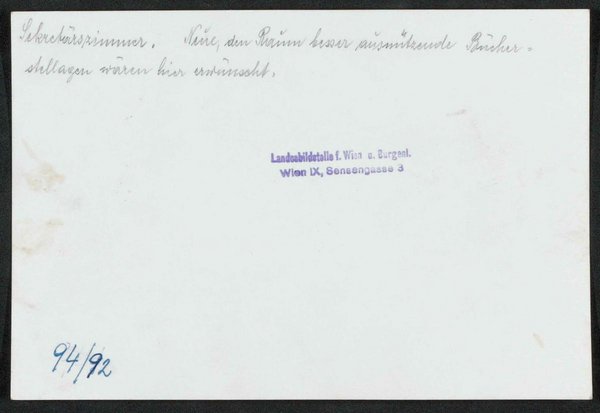 Sekretärszimmer. Neue, den Raum besser ausnützende Bücher=
stellagen wären hier erwünscht.
Landesbildstelle f. Wien u. Burgenl.
Wien IX, Sensengasse 3
94/92